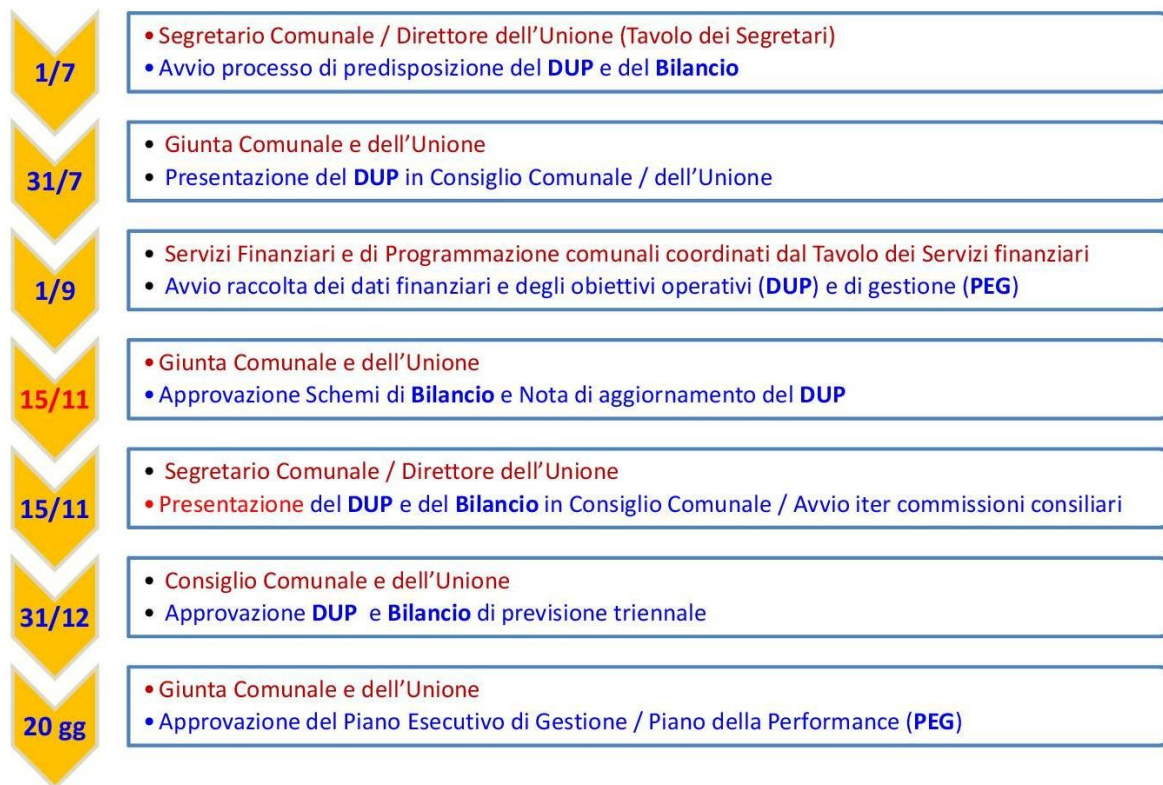 1/7
• Segretario Comunale / Direttore dell’Unione (Tavolo dei Segretari)
• Avvio processo di predisposizione del DUP e del Bilancio
31/7
• Giunta Comunale e dell’Unione
• Presentazione del DUP in Consiglio Comunale / dell’Unione
1/9
• Servizi Finanziari e di Programmazione comunali coordinati dal Tavolo dei Servizi finanziari
• Avvio raccolta dei dati finanziari e degli obiettivi operativi (DUP) e di gestione (PEG)
15/11
• Giunta Comunale e dell’Unione
• Approvazione Schemi di Bilancio e Nota di aggiornamento del DUP
15/11
• Segretario Comunale / Direttore dell’Unione
• Presentazione del DUP e del Bilancio in Consiglio Comunale / Avvio iter commissioni consiliari
31/12
• Consiglio Comunale e dell’Unione
• Approvazione DUP e Bilancio di previsione triennale
20 gg
• Giunta Comunale e dell’Unione
• Approvazione del Piano Esecutivo di Gestione / Piano della Performance (PEG)